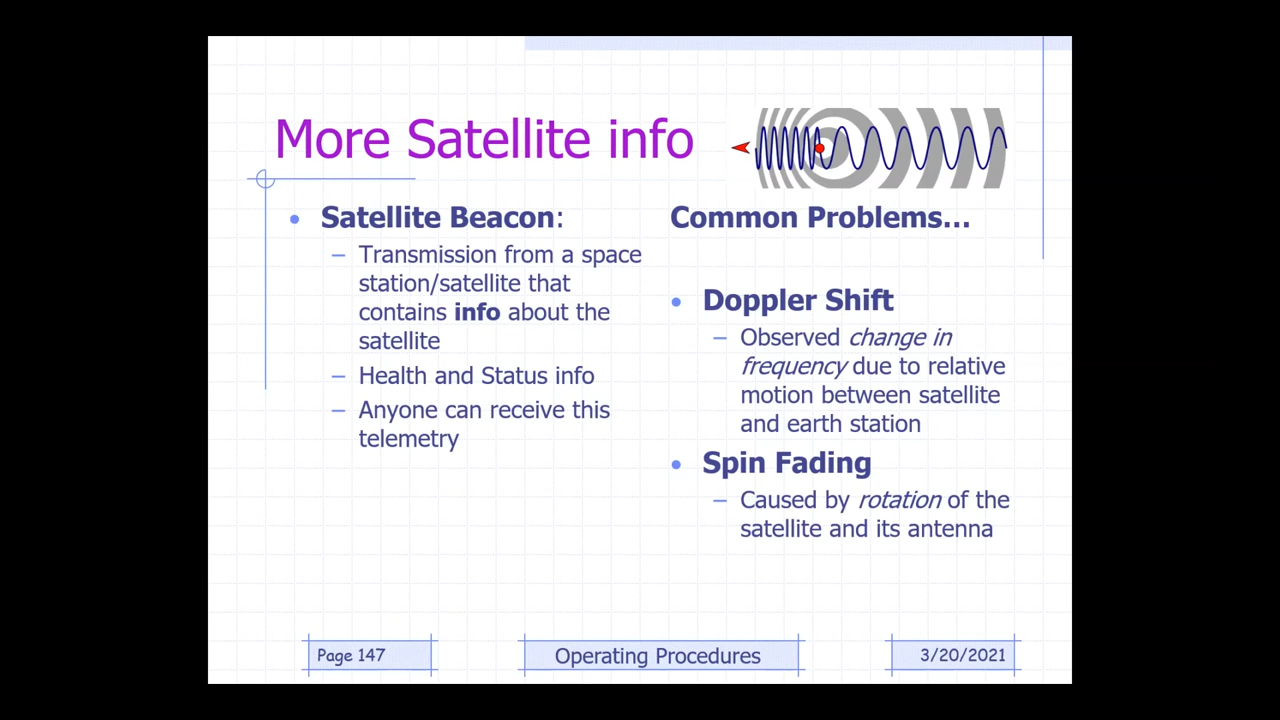 More Satellite info
• Satellite Beacon:
– Transmission from a space
station/satellite that
contains info about the
satellite
– Health and Status info
– Anyone can receive this
telemetry
Common Problems...
• Doppler Shift
– Observed change in
frequency due to relative
motion between satellite
and earth station
• Spin Fading
– Caused by rotation of the
satellite and its antenna
Page 147
Operating Procedures
3/20/2021